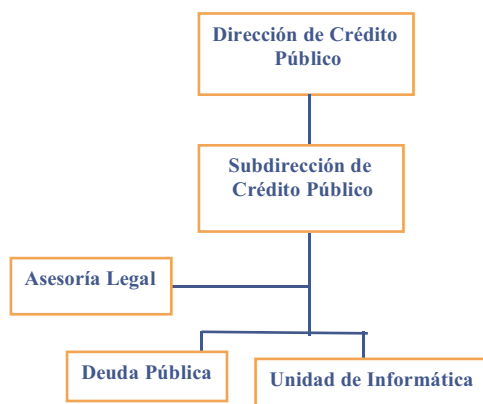 Dirección de Crédito
Público
Subdirección de
Crédito Público
Asesoría Legal
Deuda Pública
Unidad de Informática